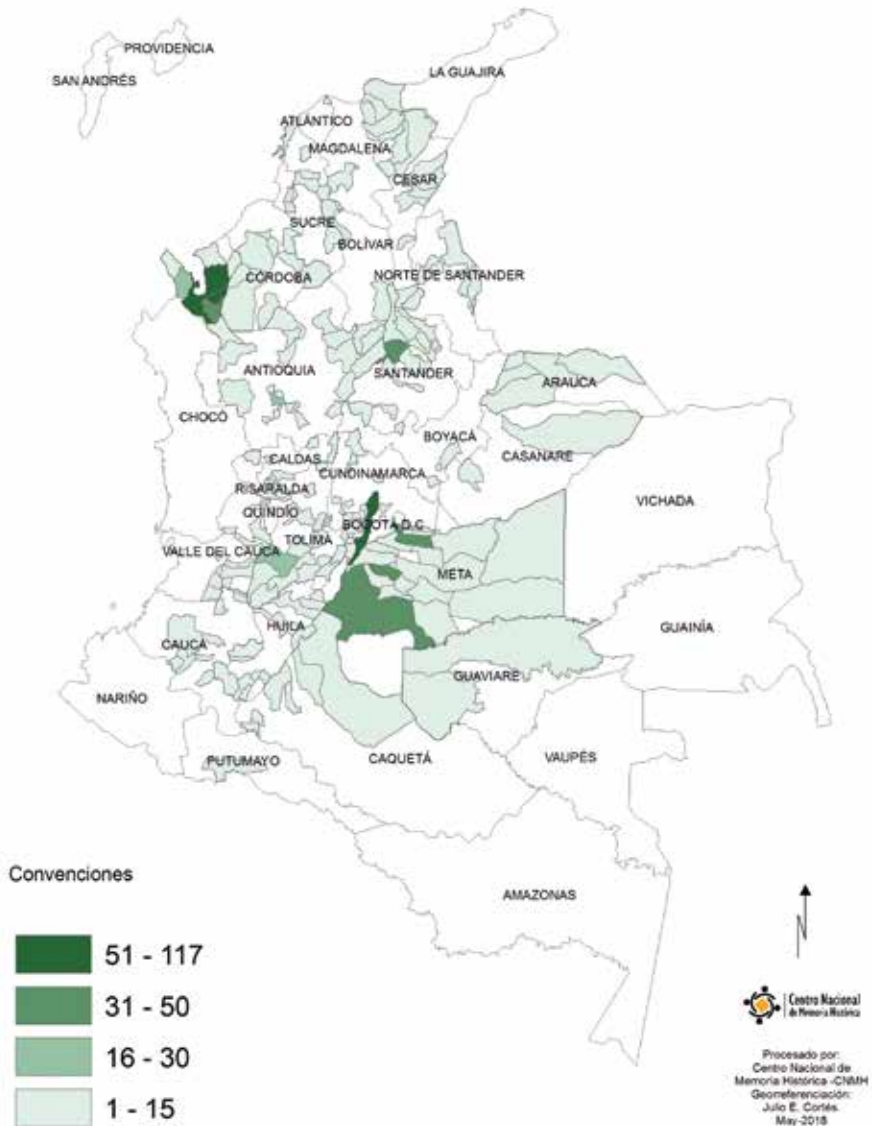 PROVIDENCIA
SAN ANDRÉS
LA GUAJIRA
ATLÁNTICO
MAGDALENA
CESAR
SUCRE
BOLÍVAR
CÓRDOBA
NORTE DE SANTANDER
ANTIOQUIA
SANTANDER
ARAUCA
CHOCÓ
BOYACÁ
CASANARE
CALDAS
CUNDINAMARCA
RISARALDA
VICHADA
QUINDÍO
BOGOTÁ D.C
TOLIMA
VALLE DEL CAUCA
META
HUILA
GUAINÍA
CAUCA
GUAVIARE
NARIÑO
VAUPÉS
CAQUETÁ
PUTUMAYO
Convenciones
AMAZONAS
51 - 117
31 - 50
16 - 30
1 - 15
Centro Nacional
de Memoria Histórica
Procesado por:
Centro Nacional de
Memoria Histórica -CNMH
Georreferenciación:
Julio E. Cortés
May-2018